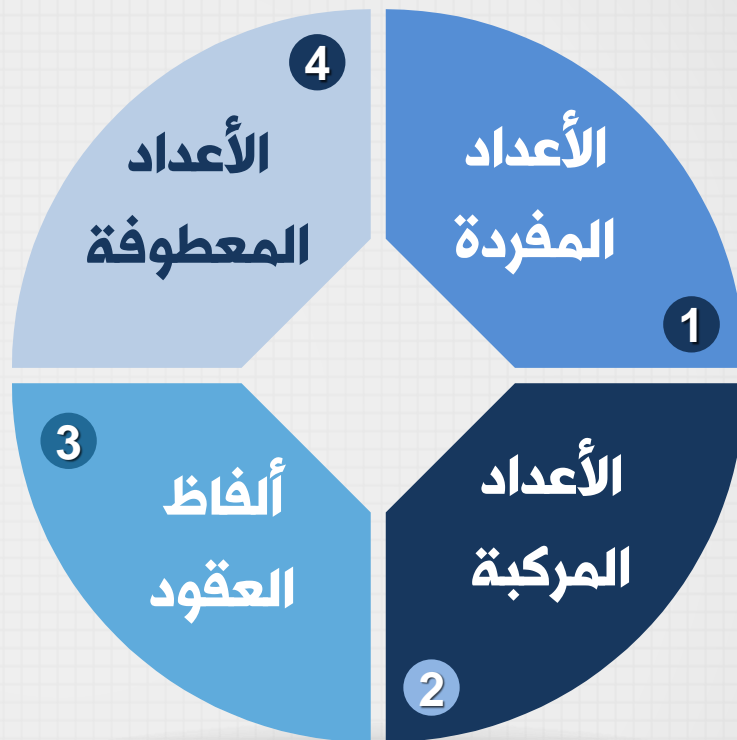 الأعداد
المفردة
1
الأعداد
المركبة
2
3
ألفاظ
العقود
4
الأعداد
المعطوفة